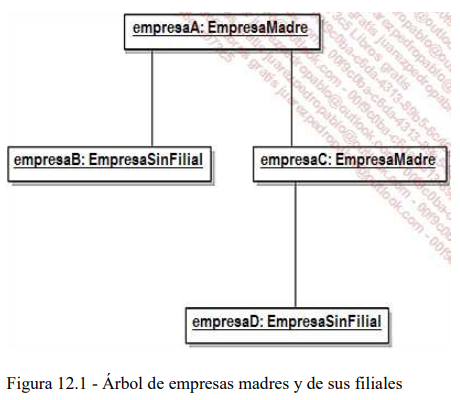 empresaA: EmpresaMadre
empresaB: EmpresaSinFilial
empresaC: EmpresaMadre
empresaD: EmpresaSinFilial
Figura 12.1 - Árbol de empresas madres y de sus filiales